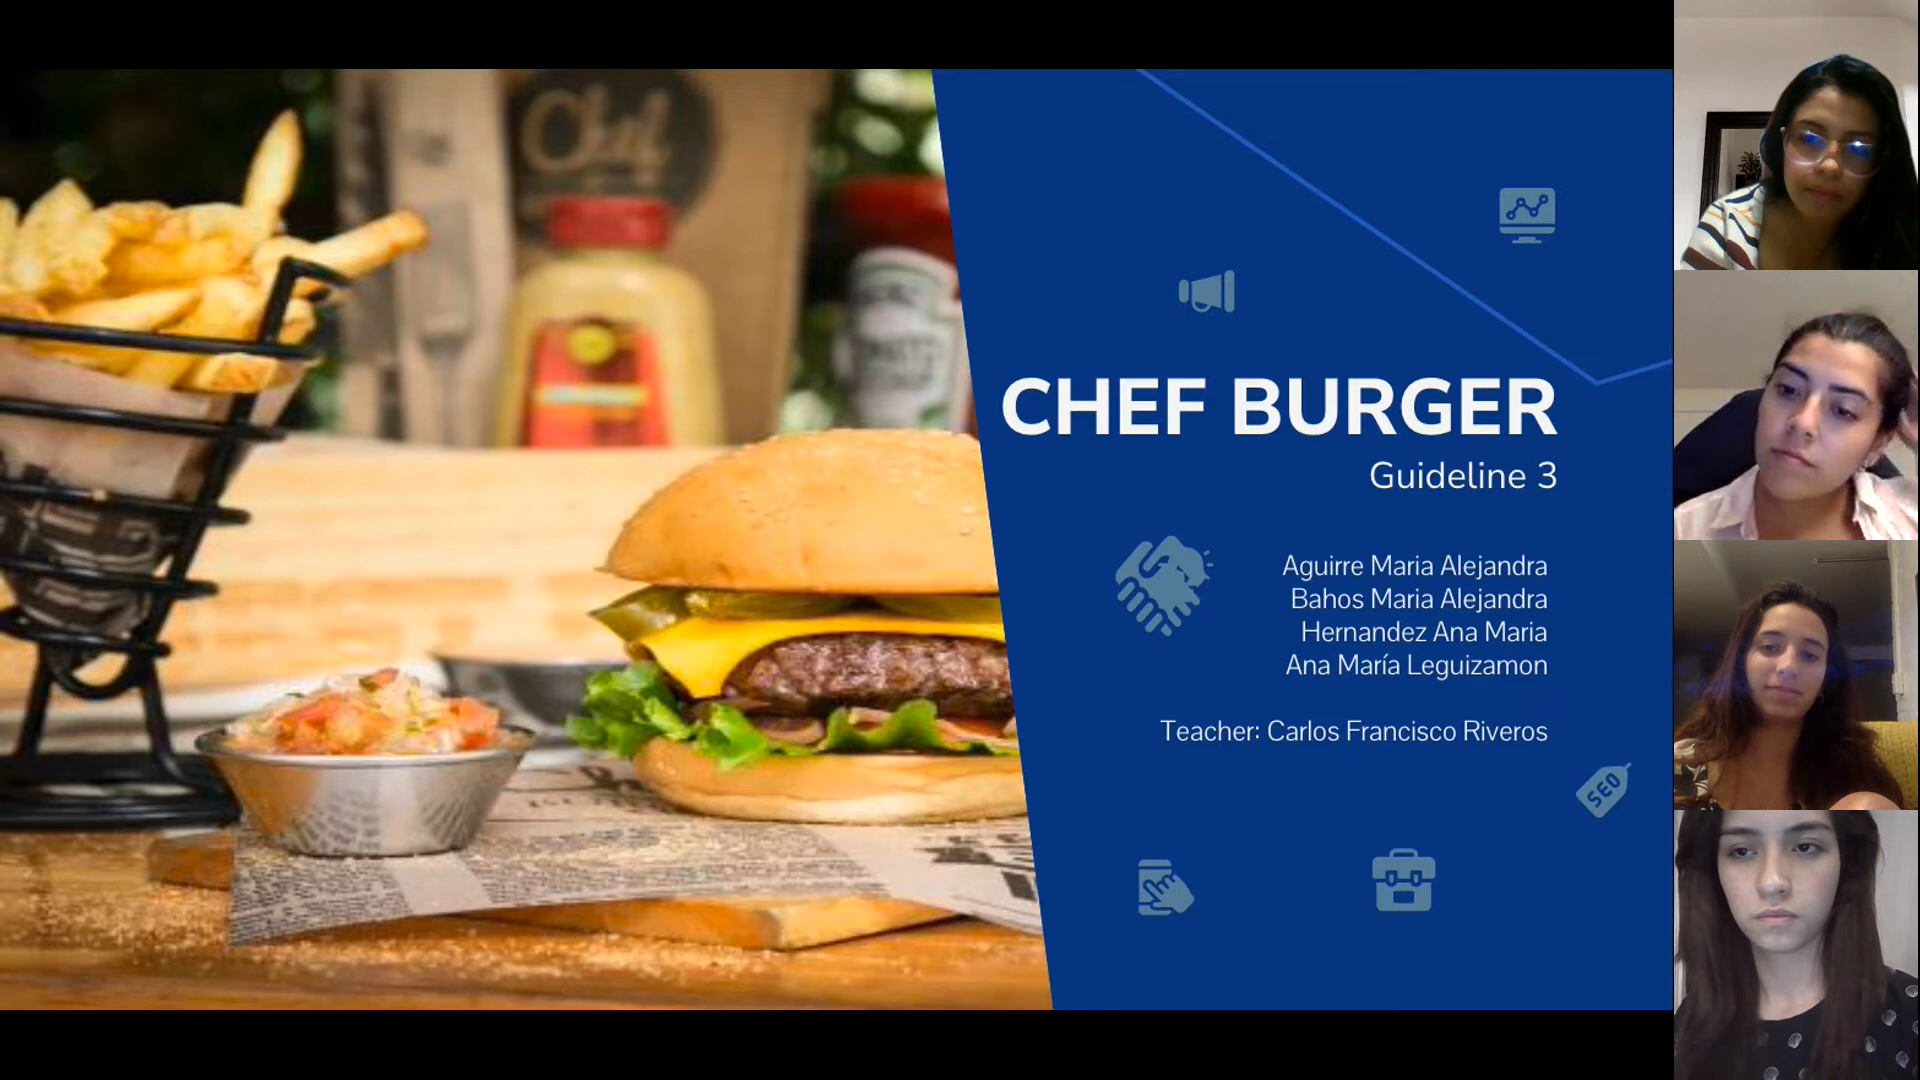 Chef
CHEF BURGER
Guideline 3
Aguirre Maria Alejandra
Bahos Maria Alejandra
Hernandez Ana Maria
Ana María Leguizamon
Teacher: Carlos Francisco Riveros
SEO